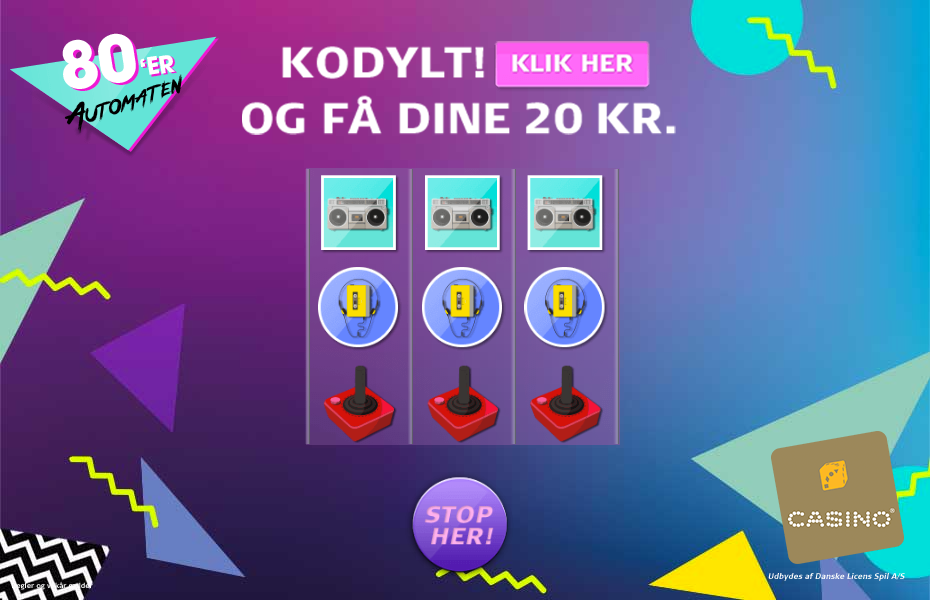 80'ER
AUTOMATEN
KODYLT! KLIK HER
OG FÅ DINE 20 KR.
STOP
HER!
CASINO®
Udbydes af Danske Licens Spil A/S